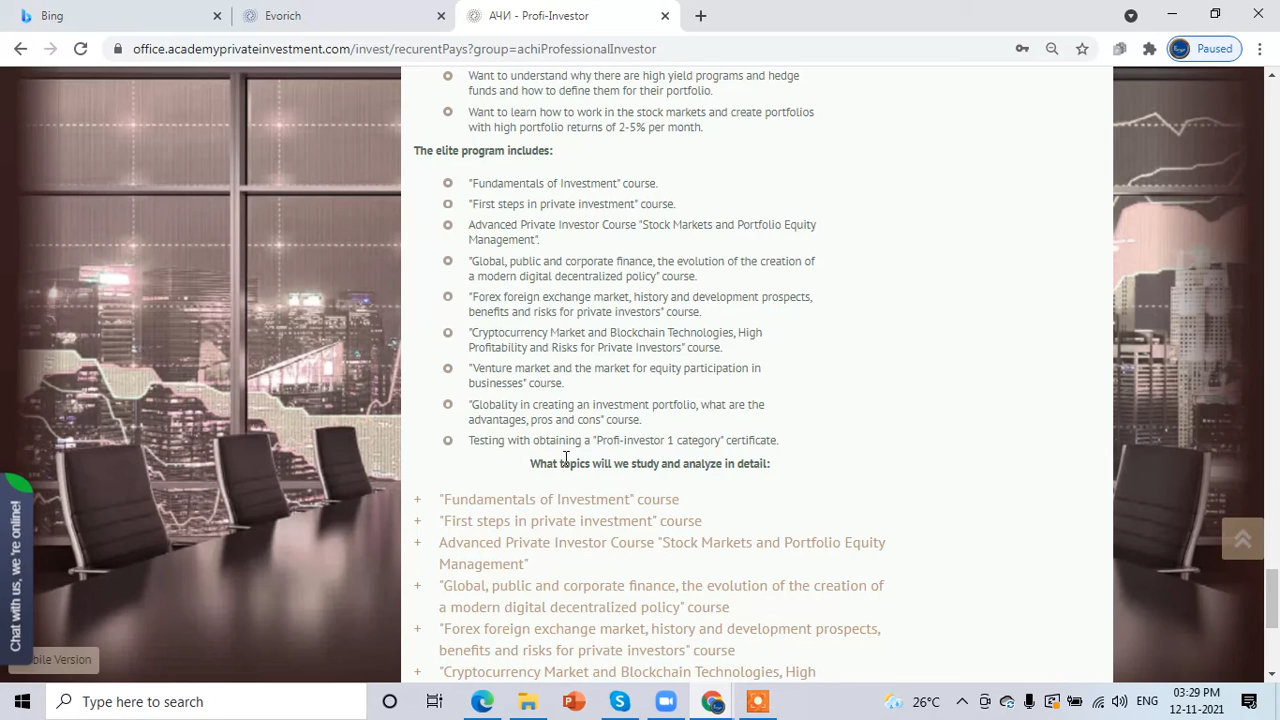 Bing
Evorich
АЧИ - Profi-Investor
office.academyprivateinvestment.com/invest/recurentPays?group=achiProfessionalInvestor
Paused
Want to understand why there are high yield programs and hedge
funds and how to define them for their portfolio.
Want to learn how to work in the stock markets and create portfolios
with high portfolio returns of 2-5% per month.
The elite program includes:
"Fundamentals of Investment" course.
"First steps in private investment" course.
Advanced Private Investor Course "Stock Markets and Portfolio Equity
Management".
"Global, public and corporate finance, the evolution of the creation of
a modern digital decentralized policy" course.
"Forex foreign exchange market, history and development prospects,
benefits and risks for private investors" course.
"Cryptocurrency Market and Blockchain Technologies, High
Profitability and Risks for Private Investors" course.
"Venture market and the market for equity participation in
businesses" course.
"Globality in creating an investment portfolio, what are the
advantages, pros and cons" course.
Testing with obtaining a "Profi-investor 1 category" certificate.
What topics will we study and analyze in detail:
+ "Fundamentals of Investment" course
+ "First steps in private investment" course
+ Advanced Private Investor Course "Stock Markets and Portfolio Equity
Management"
+ "Global, public and corporate finance, the evolution of the creation of
a modern digital decentralized policy" course
+ "Forex foreign exchange market, history and development prospects,
benefits and risks for private investors" course
+ "Cryptocurrency Market and Blockchain Technologies, High
Chat with us, we're online!
bile Version
Type here to search
26°C
ENG
03:29 PM
12-11-2021